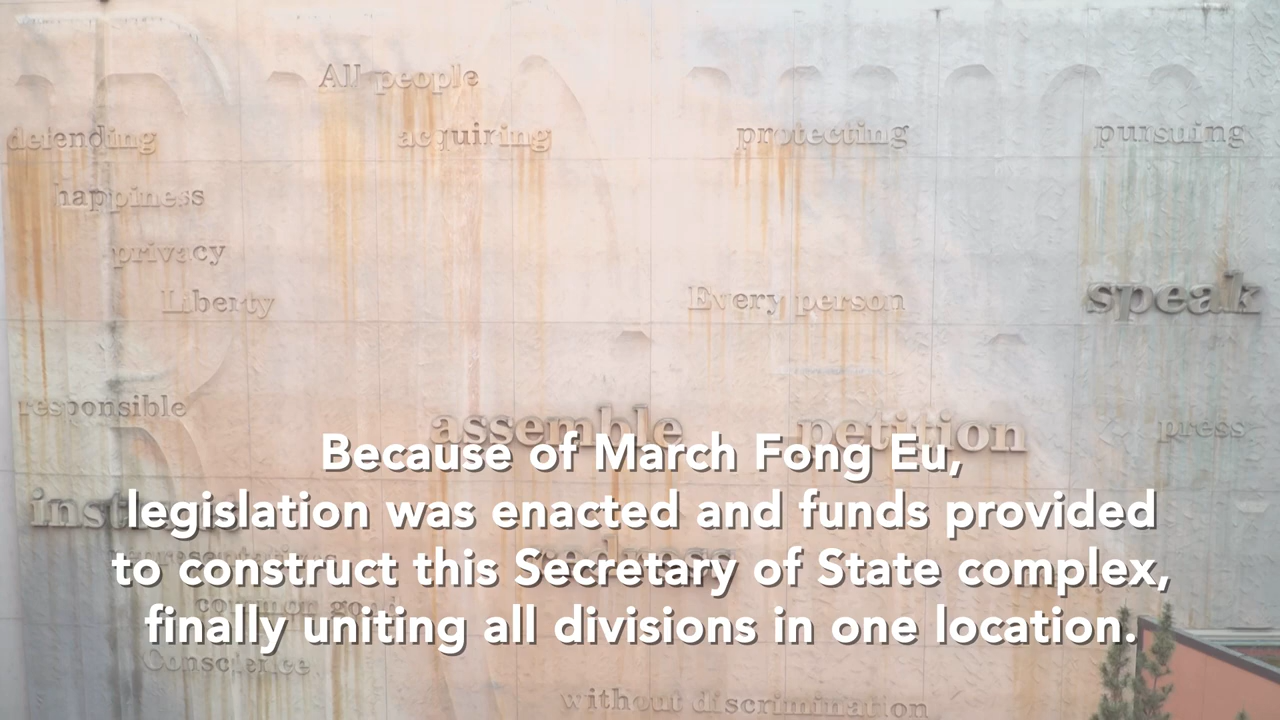 All people
defending
acquiring
protecting
pursuing
happiness
privacy
Liberty
Every person
speak
responsible
assemble
petition
press
Because of March Fong Eu,
legislation was enacted and funds provided
to construct this Secretary of State complex,
finally uniting all divisions in one location.
redress
representatives
common good
Conscience
without discrimination